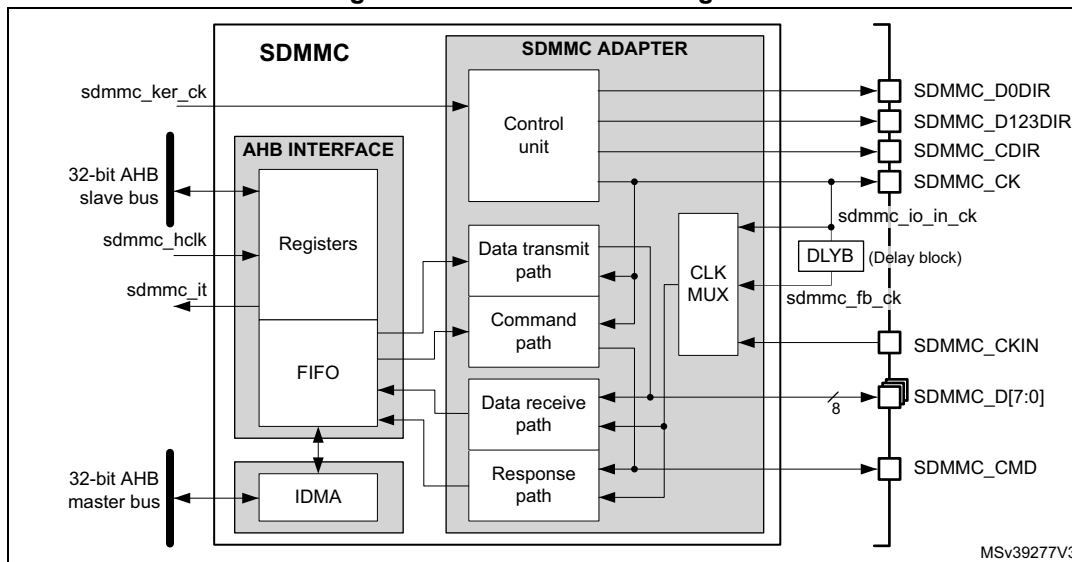 SDMMC
SDMMC ADAPTER
sdmmc_ker_ck
Control
unit
SDMMC_D0DIR
SDMMC_D123DIR
SDMMC_CDIR
SDMMC_CK
AHB INTERFACE
32-bit AHB
slave bus
Registers
sdmmc_hclk
sdmmc_it
FIFO
Data transmit
path
Command
path
Data receive
path
Response
path
CLK
MUX
sdmmc_io_in_ck
DLYB
(Delay block)
sdmmc_fb_ck
SDMMC_CKIN
SDMMC_D[7:0]
8
SDMMC_CMD
32-bit AHB
master bus
IDMA
MSv39277V3